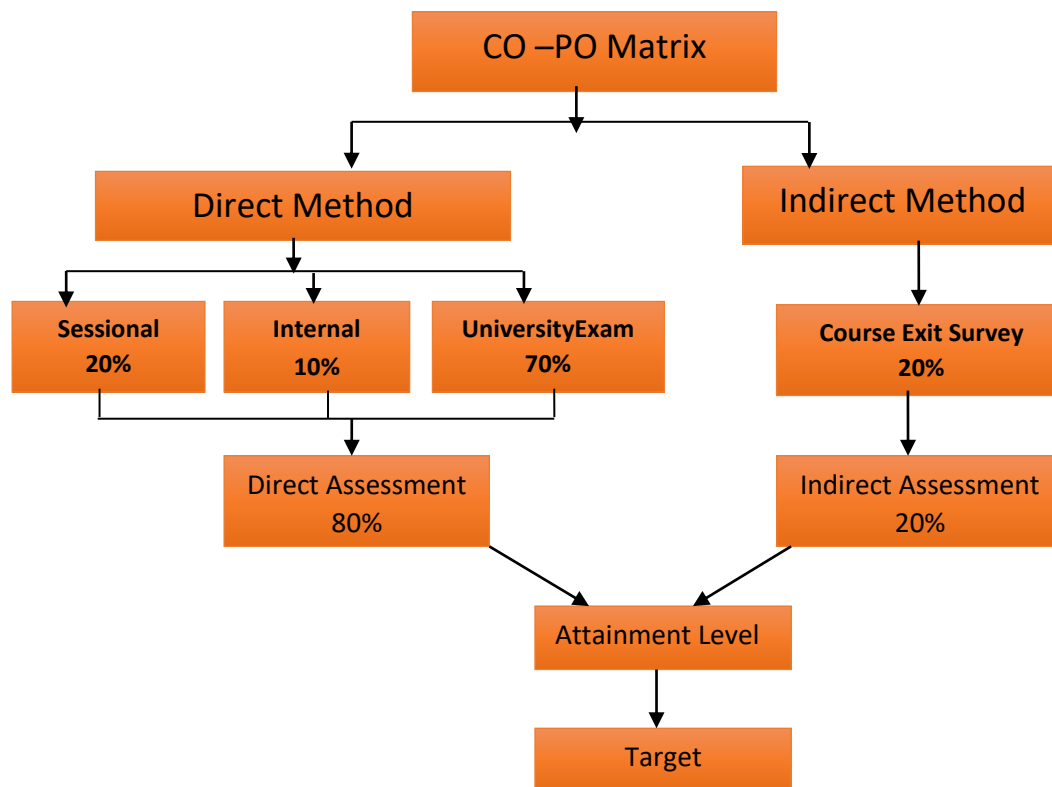 CO –PO Matrix
Direct Method
Indirect Method
Sessional
20%
Internal
10%
UniversityExam
70%
Course Exit Survey
20%
Direct Assessment
80%
Indirect Assessment
20%
Attainment Level
Target